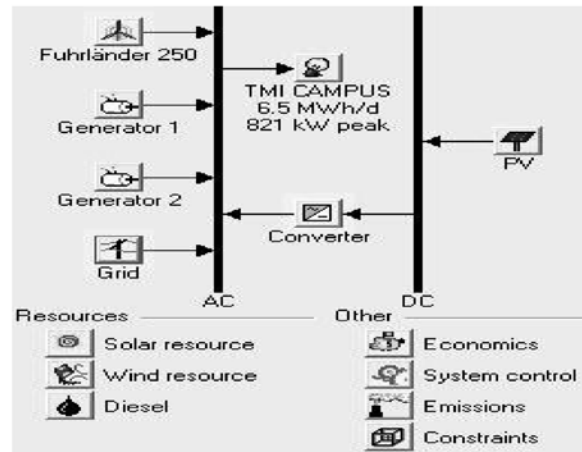 Fuhrländer 250
TMI CAMPUS
6.5 MWh/d
821 kW peak
Generator 1
PV
Generator 2
Converter
Grid
AC
DC
Resources
Other
Solar resource
Economics
Wind resource
System control
Diesel
Emissions
Constraints